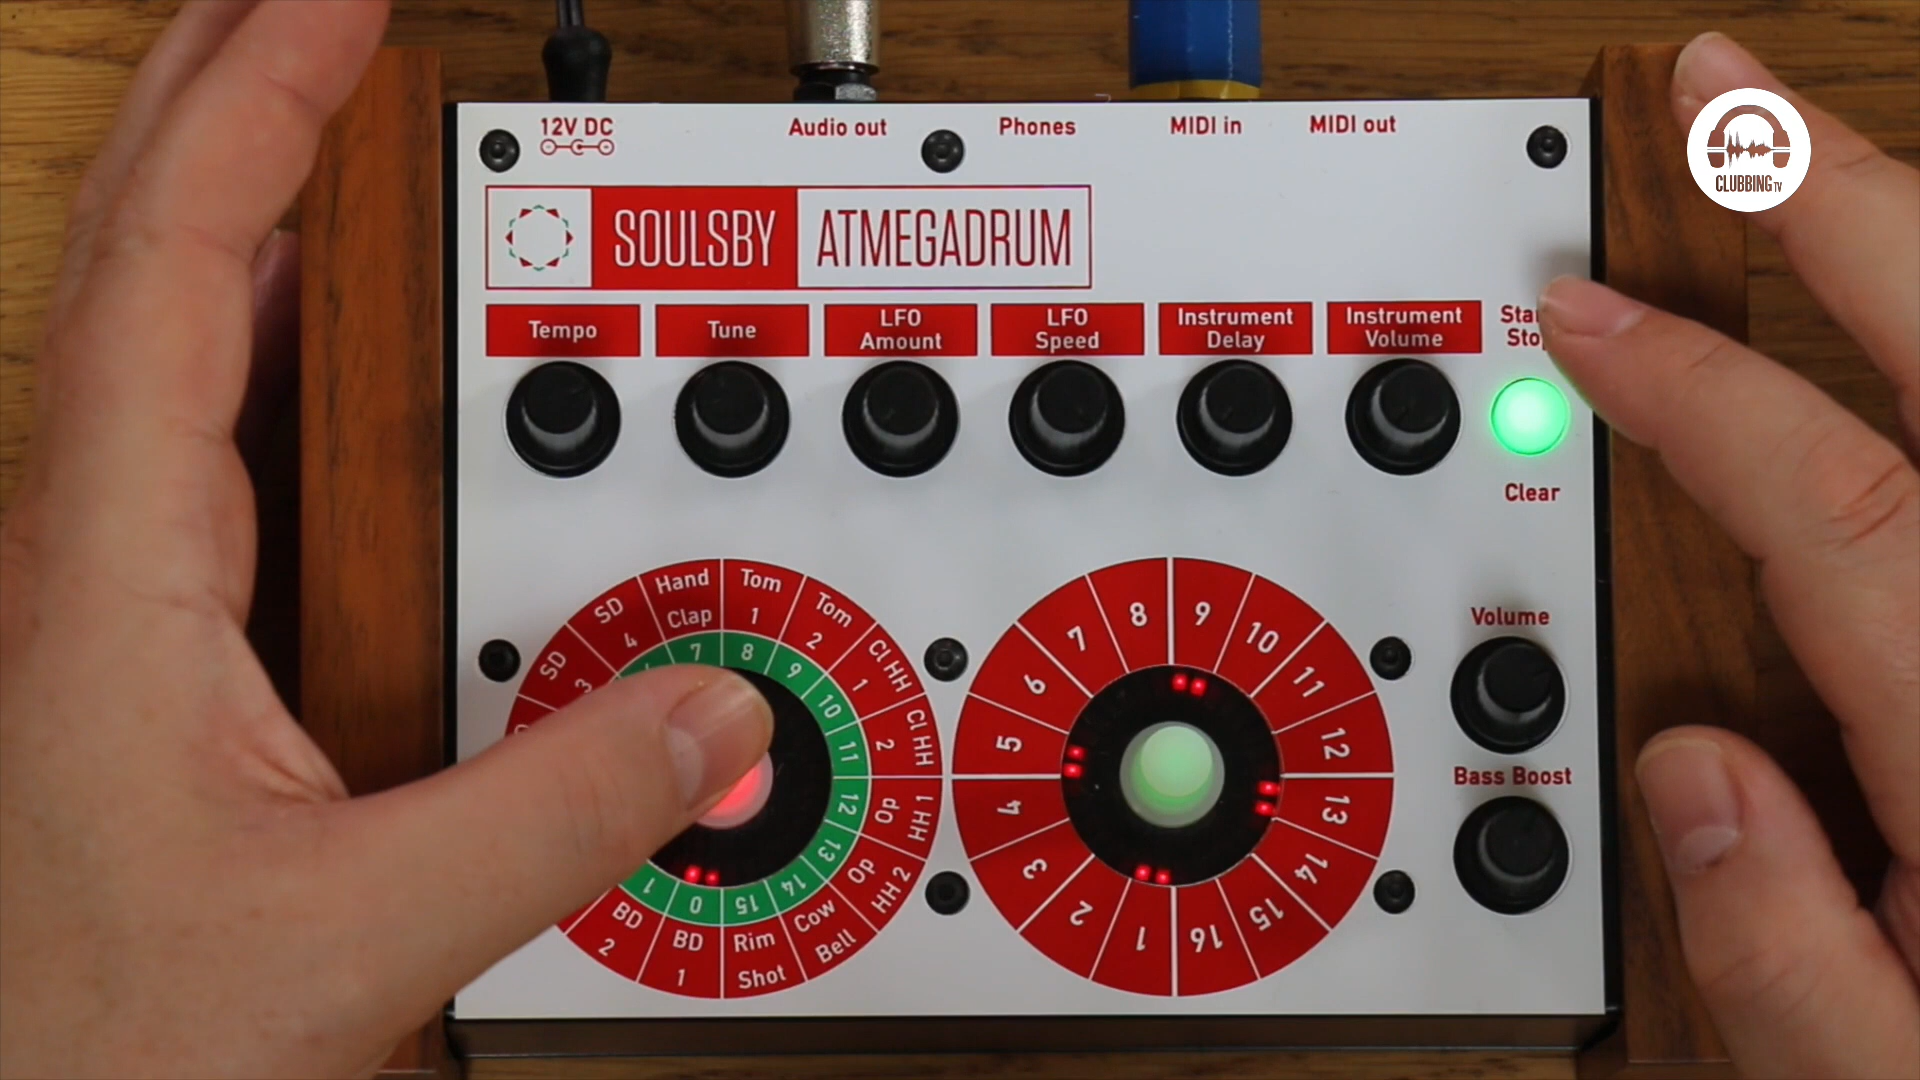 12V DC
Audio out
Phones
MIDI in
MIDI out
CLUBBING TV
SOULSBY ATMEGADRUM
Tempo
Tune
LFO
Amount
LFO
Speed
Instrument
Delay
Instrument
Volume
Clear
Volume
Bass Boost
SD
3
SD
4
Hand
Clap
Tom
1
Tom
2
Cl HH
1
Cl HH
2
Op
HH 1
Op
HH 2
Cow
Bell
Rim
Shot
BD
1
BD
2
7
8
9
10
11
12
13
14
15
0
1
1
2
3
4
5
6
7
8
9
10
11
12
13
14
15
16